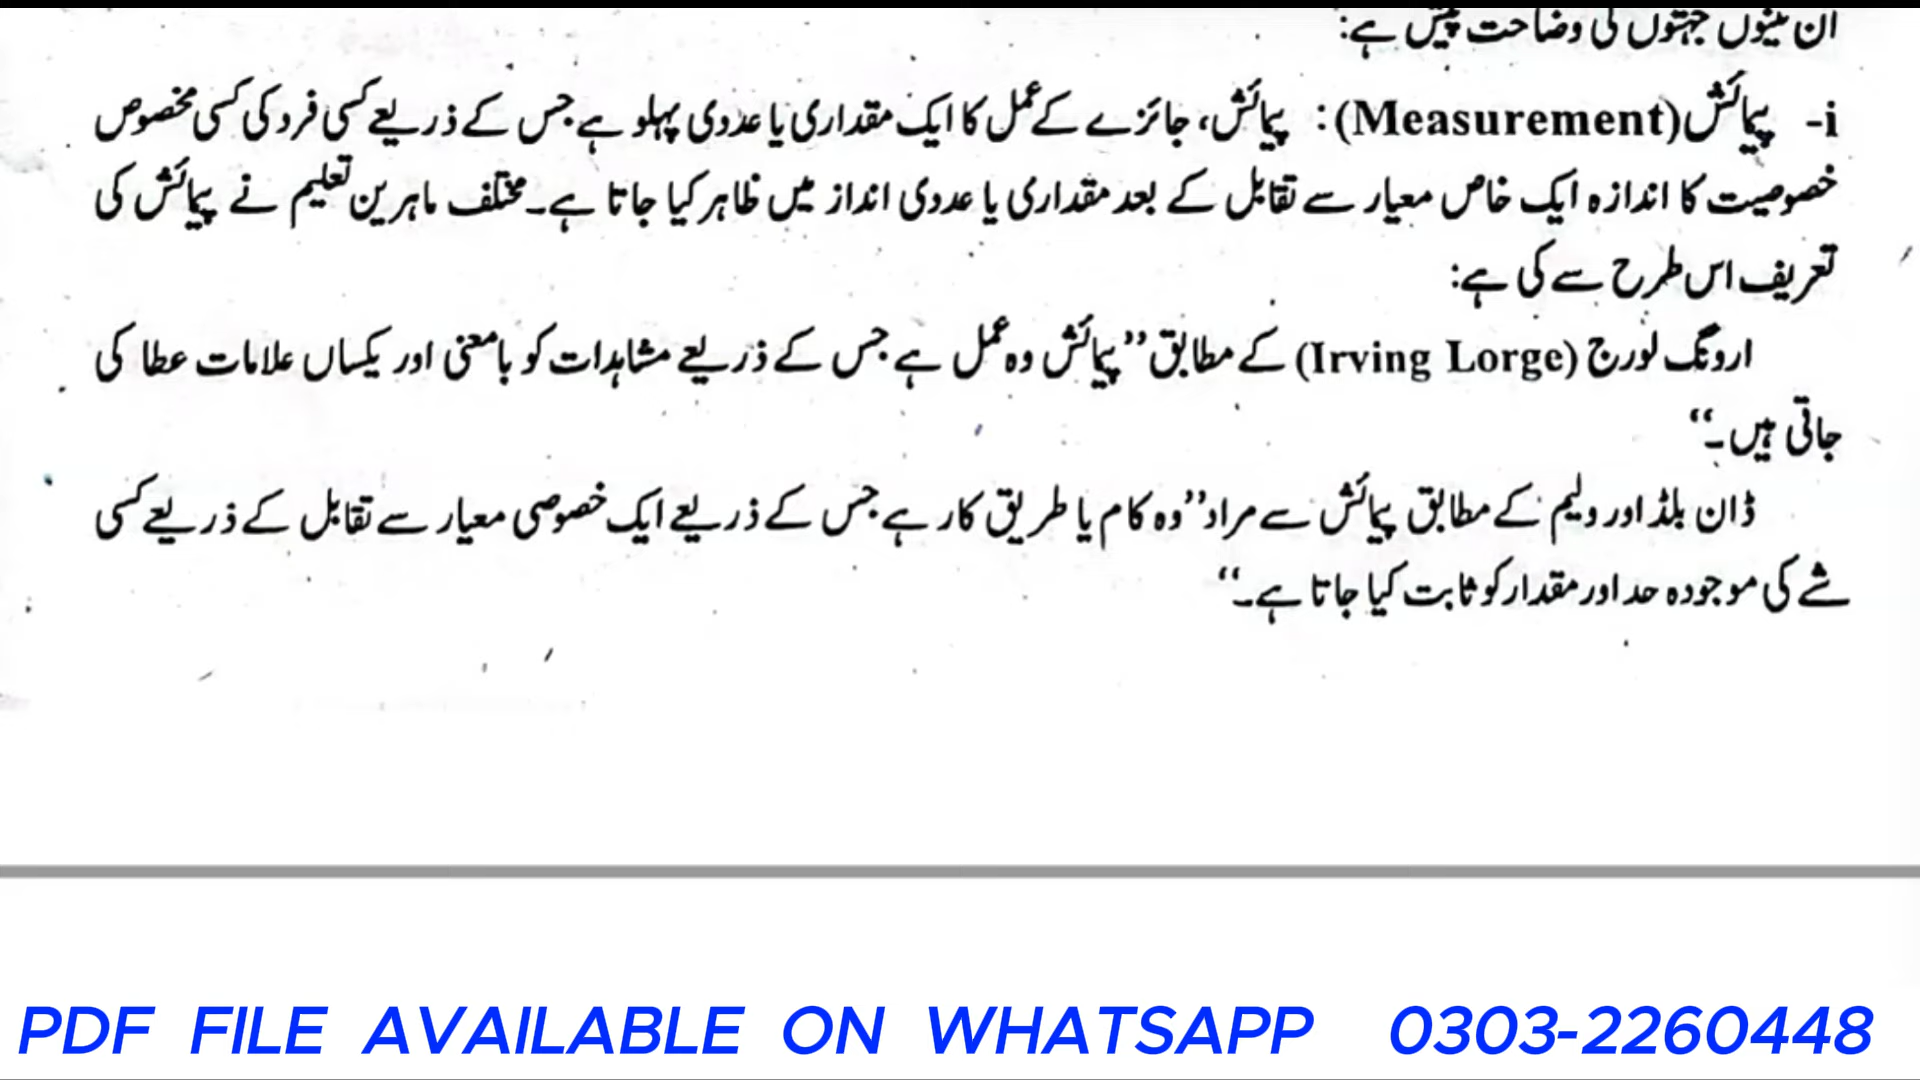 ان تینوں جہتوں کی وضاحت پیش ہے:
i- پیمائش(Measurement): پیمائش، جائزے کے عمل کا ایک مقداری یا عددی پہلو ہے جس کے ذریعے کسی فرد کی کسی مخصوص
خصوصیت کا اندازہ ایک خاص معیار سے تقابل کے بعد مقداری یا عددی انداز میں ظاہر کیا جاتا ہے۔ مختلف ماہرین تعلیم نے پیمائش کی
تعریف اس طرح سے کی ہے:
ارونگ لورج (Irving Lorge) کے مطابق ”پیمائش وہ عمل ہے جس کے ذریعے مشاہدات کو بامعنی اور یکساں علامات عطا کی
جاتی ہیں۔“
ڈان بلڈ اور ولیم کے مطابق پیمائش سے مراد ”وہ کام یا طریق کار ہے جس کے ذریعے ایک خصوصی معیار سے تقابل کے ذریعے کسی
شے کی موجودہ حد اور مقدار کو ثابت کیا جاتا ہے۔“
PDF FILE AVAILABLE ON WHATSAPP 0303-2260448